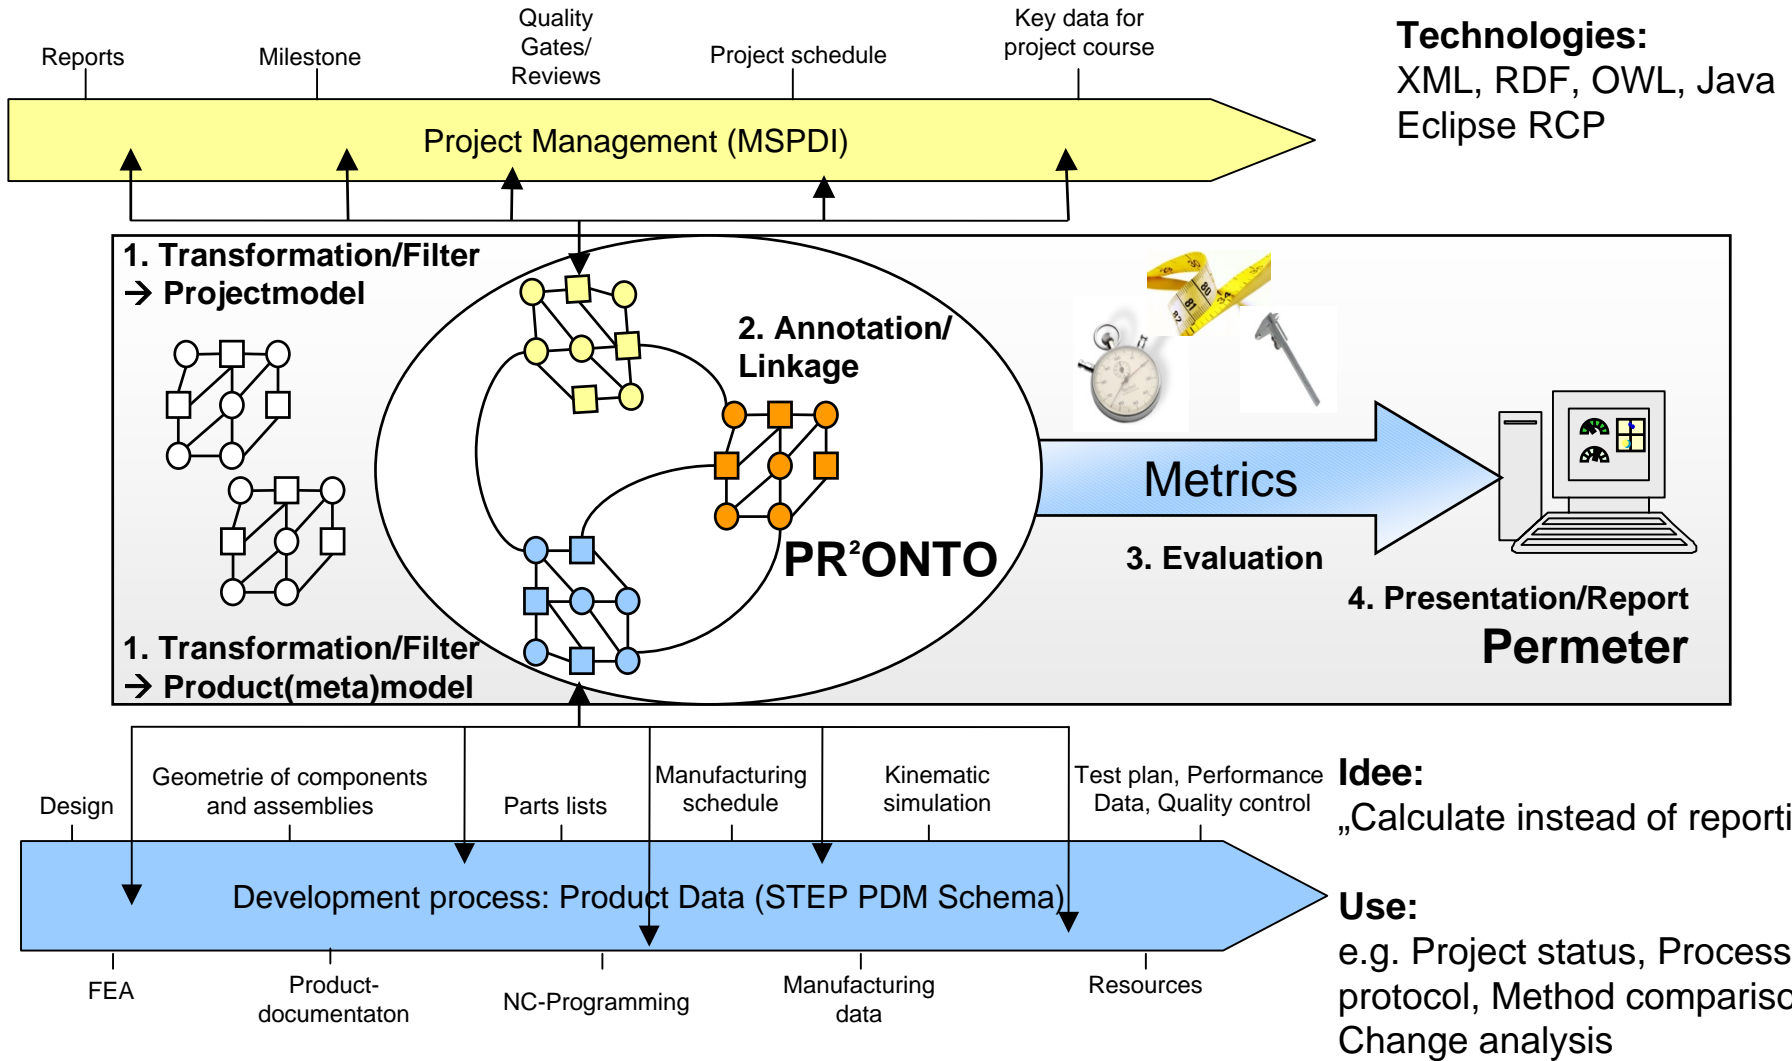 Reports
Milestone
Quality
Gates/
Reviews
Project schedule
Key data for
project course
Technologies:
XML, RDF, OWL, Java
Eclipse RCP
Project Management (MSPDI)
1. Transformation/Filter
→ Projectmodel
2. Annotation/
Linkage
PR²ONTO
Metrics
3. Evaluation
4. Presentation/Report
Permeter
1. Transformation/Filter
→ Product(meta)model
Design
Geometrie of components
and assemblies
Parts lists
Manufacturing
schedule
Kinematic
simulation
Test plan, Performance
Data, Quality control
Development process: Product Data (STEP PDM Schema)
FEA
Product-
documentaton
NC-Programming
Manufacturing
data
Resources
Idee:
„Calculate instead of reporti
Use:
e.g. Project status, Process
protocol, Method compariso
Change analysis